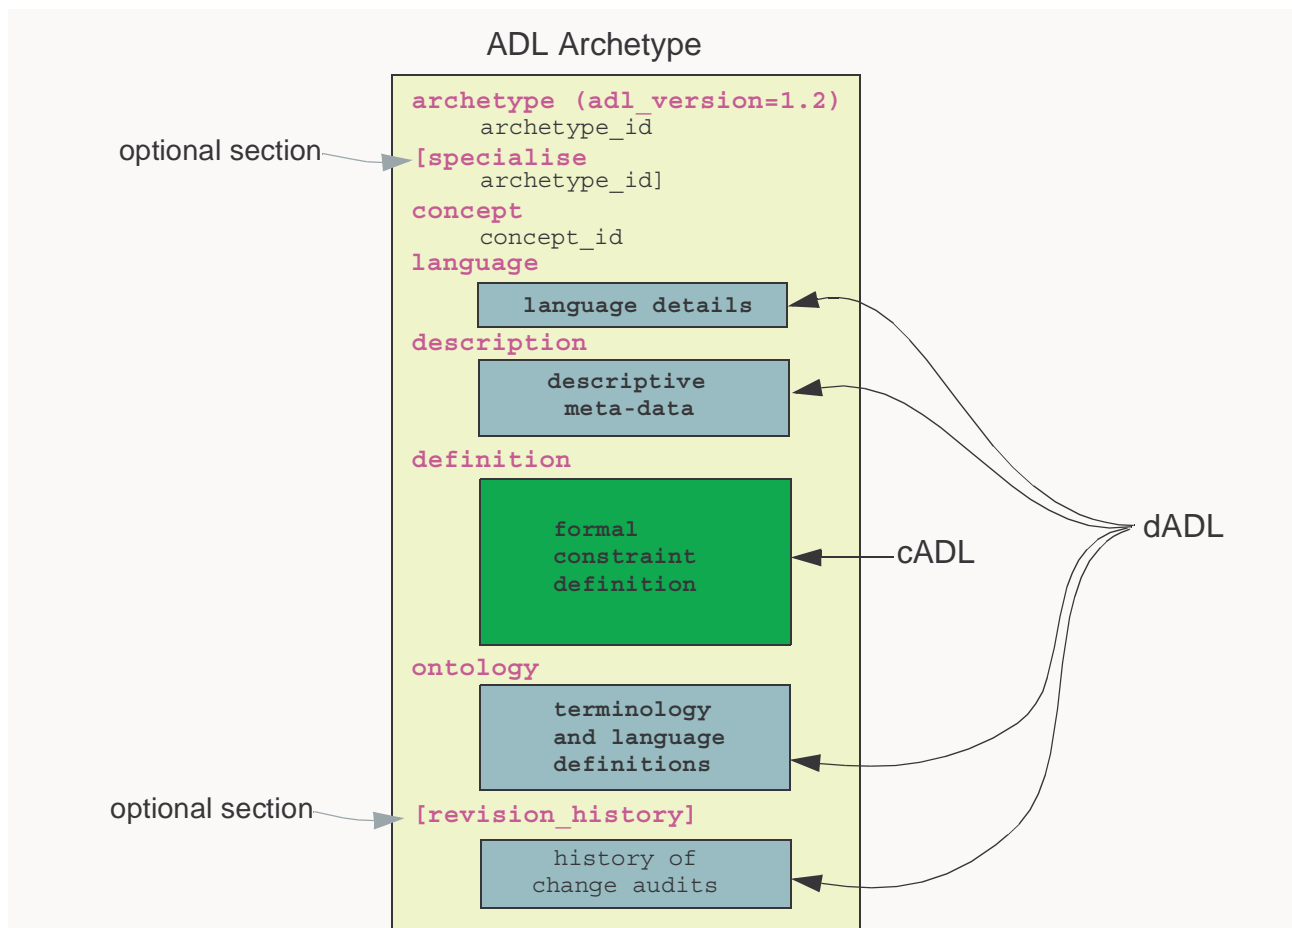 ADL Archetype
archetype (adl_version=1.2)
archetype_id
optional section
[specialise
archetype_id]
concept
concept_id
language
language details
description
descriptive
meta-data
definition
formal
constraint
definition
cADL
dADL
ontology
terminology
and language
definitions
optional section
[revision_history]
history of
change audits